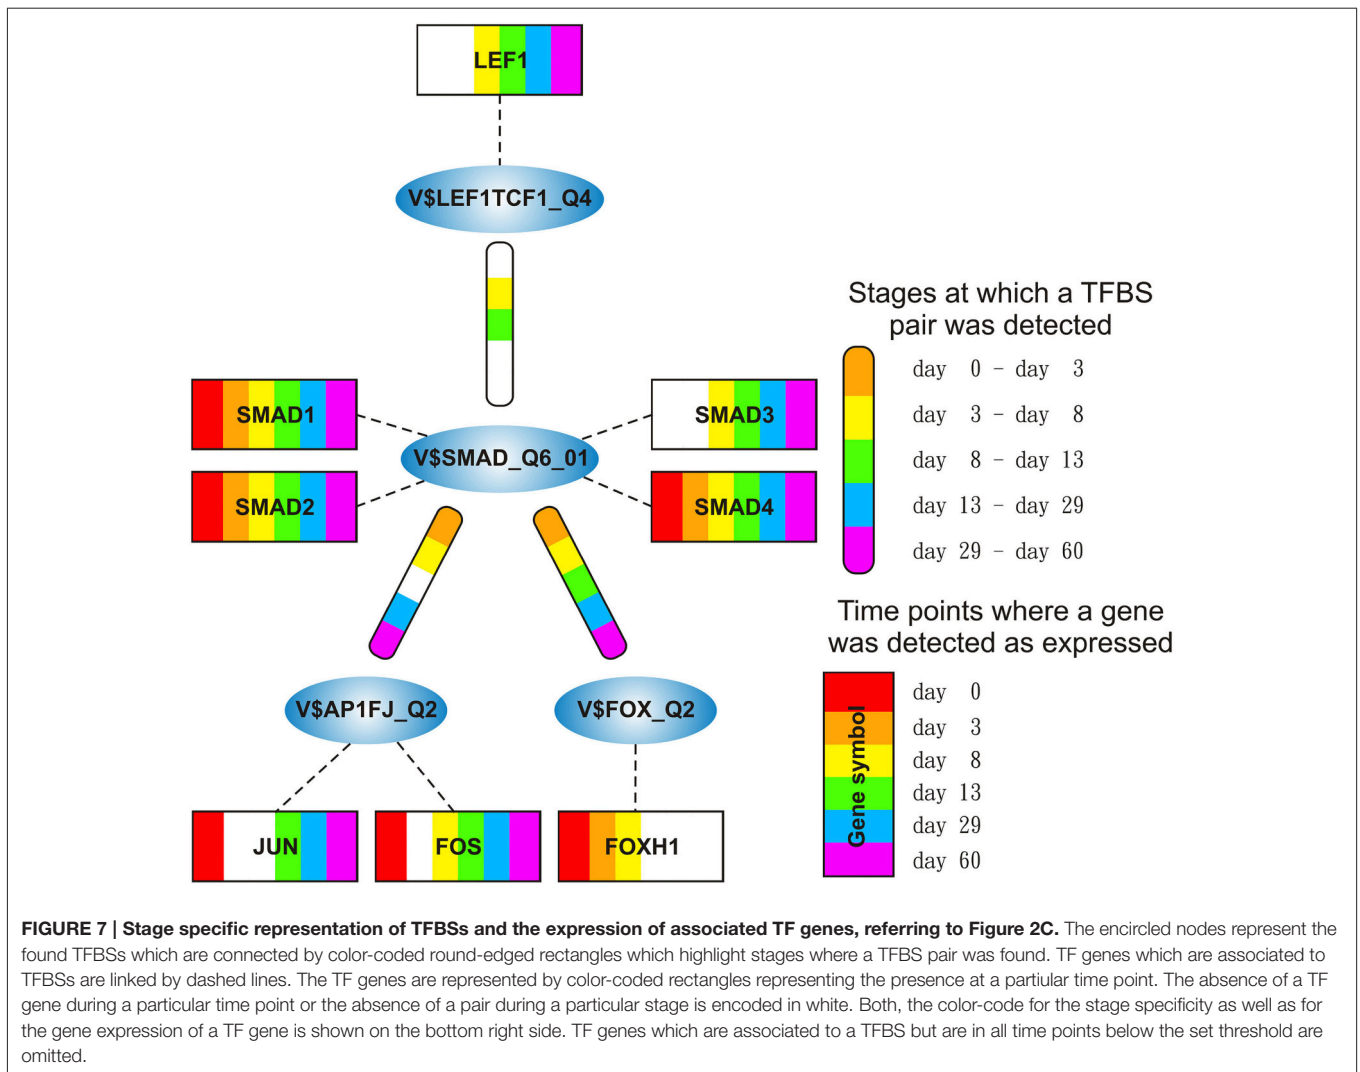 LEF1
V$LEF1TCF1_Q4
Stages at which a TFBS
pair was detected
day 0 - day 3
day 3 - day 8
day 8 - day 13
day 13 - day 29
day 29 - day 60
SMAD1
SMAD3
V$SMAD_Q6_01
SMAD2
SMAD4
Time points where a gene
was detected as expressed
Gene symbol
day 0
day 3
day 8
day 13
day 29
day 60
V$AP1FJ_Q2
V$FOX_Q2
JUN
FOS
FOXH1
FIGURE 7 | Stage specific representation of TFBSs and the expression of associated TF genes, referring to Figure 2C. The encircled nodes represent the
found TFBSs which are connected by color-coded round-edged rectangles which highlight stages where a TFBS pair was found. TF genes which are associated to
TFBSs are linked by dashed lines. The TF genes are represented by color-coded rectangles representing the presence at a partiular time point. The absence of a TF
gene during a particular time point or the absence of a pair during a particular stage is encoded in white. Both, the color-code for the stage specificity as well as for
the gene expression of a TF gene is shown on the bottom right side. TF genes which are associated to a TFBS but are in all time points below the set threshold are
omitted.